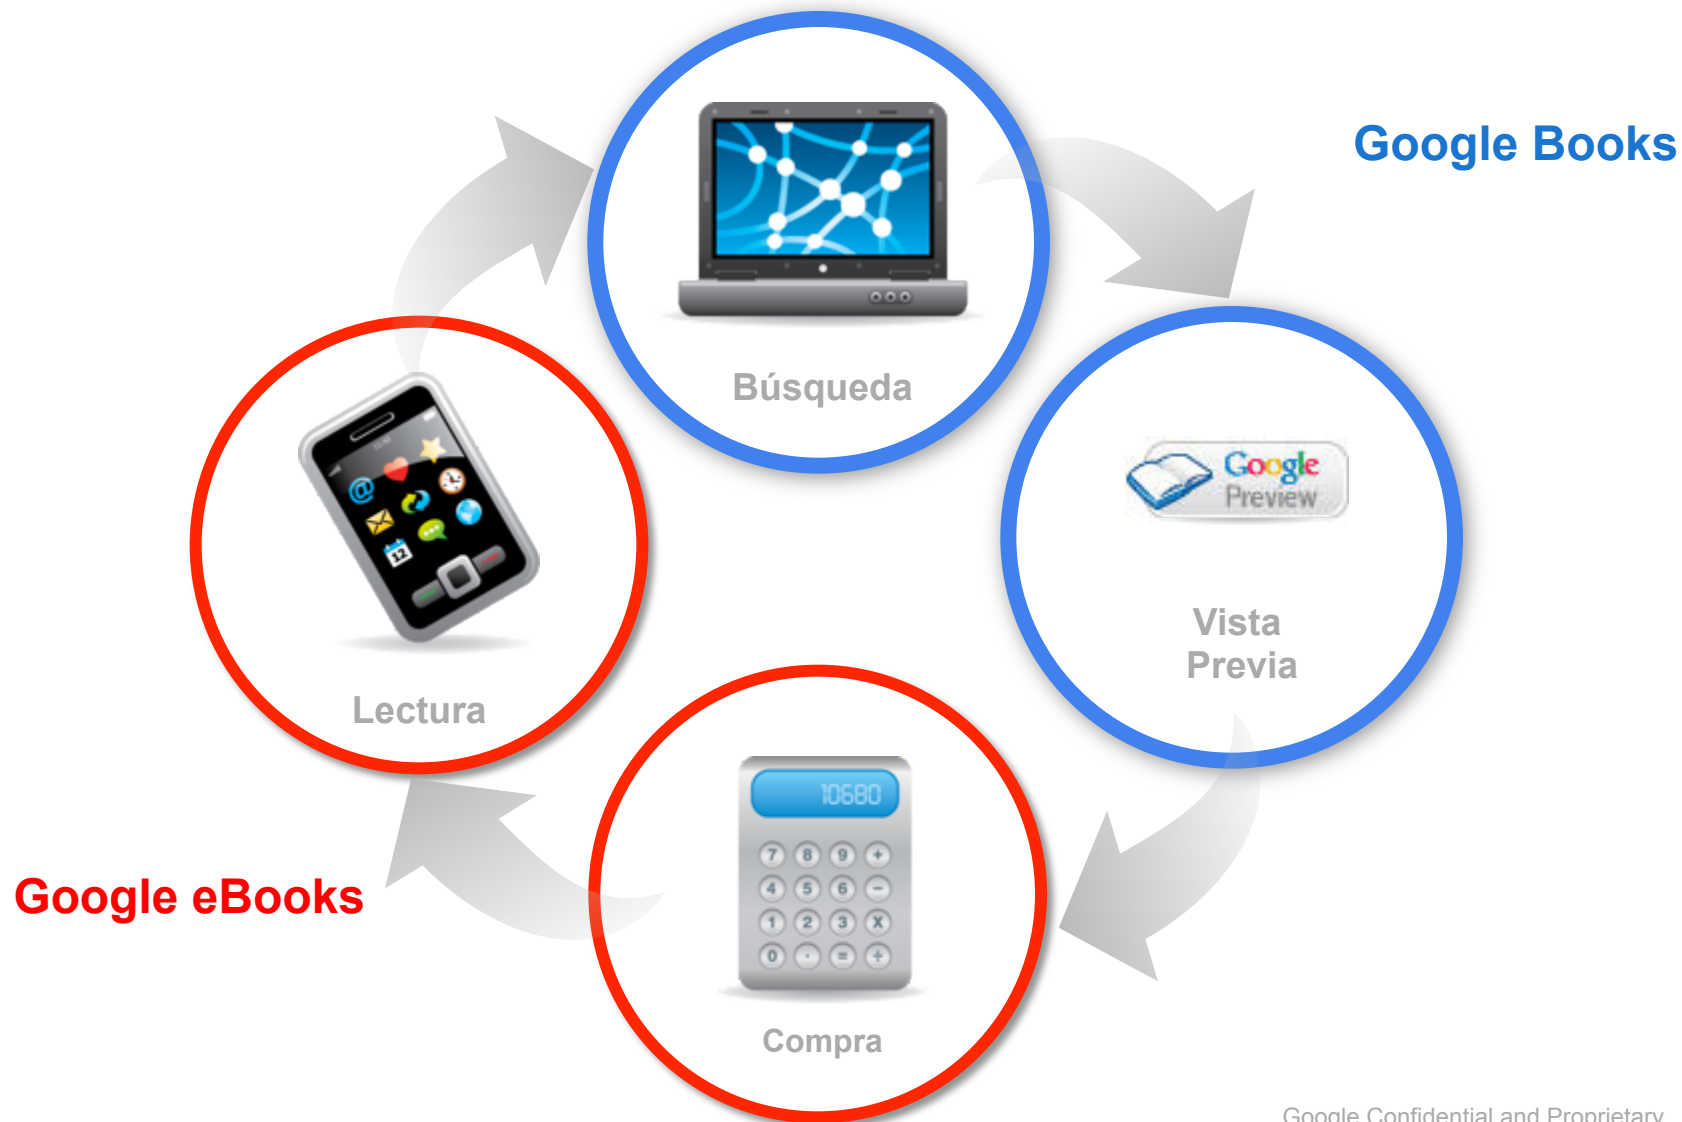 Google Books
Búsqueda
Google
Preview
Vista
Previa
Lectura
12
10680
7 8 9 +
4 5 6 −
1 2 3 X
0 · = ÷
Compra
Google eBooks
Google Confidential and Proprietary